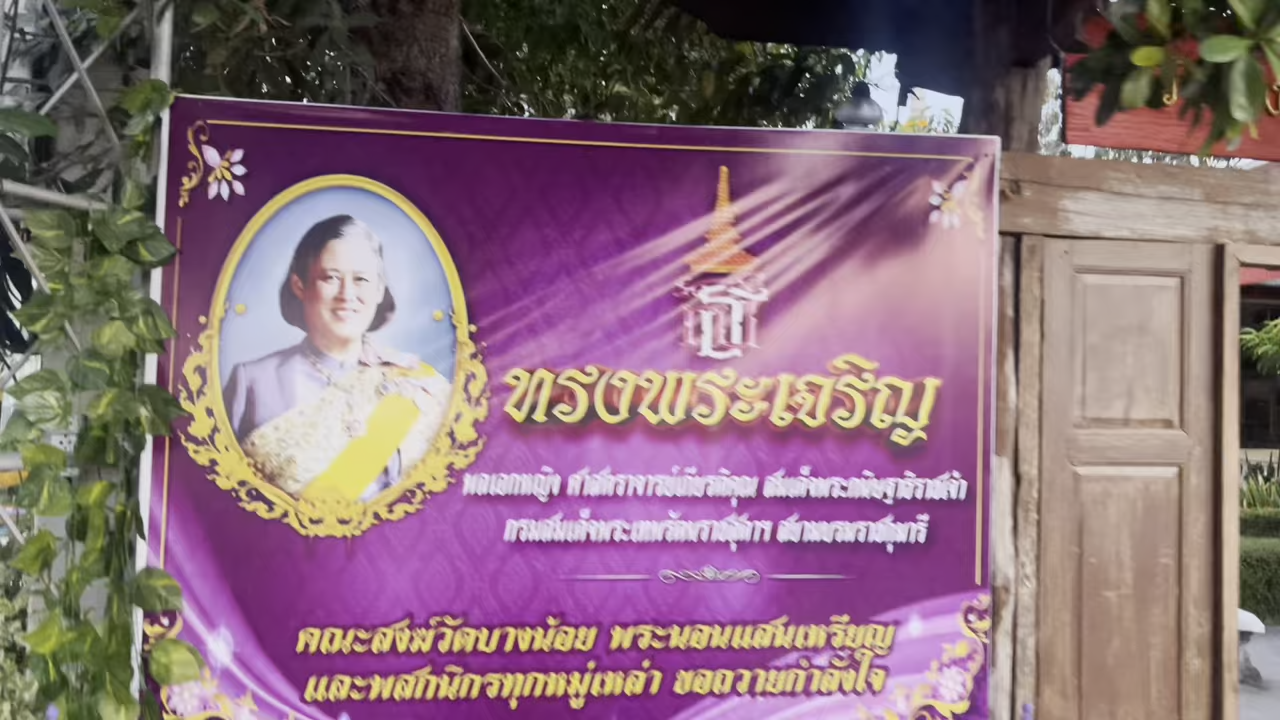 ทรงพระเจริญ
พลเอกหญิง ศาสตราจารย์เกียรติคุณ สมเด็จพระกนิษฐาธิราชเจ้า
กรมสมเด็จพระเทพรัตนราชสุดาฯ สยามบรมราชกุมารี
คณะสงฆ์วัดบางน้อย พระนอนแสนเหรียญ
และพสกนิกรทุกหมู่เหล่า ขอถวายกำลังใจ